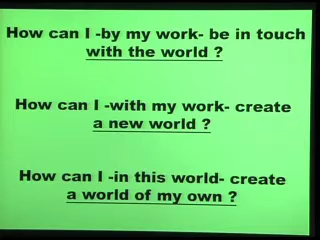 How can I -by my work- be in touch
with the world ?
How can I -with my work- create
a new world ?
How can I -in this world- create
a world of my own ?